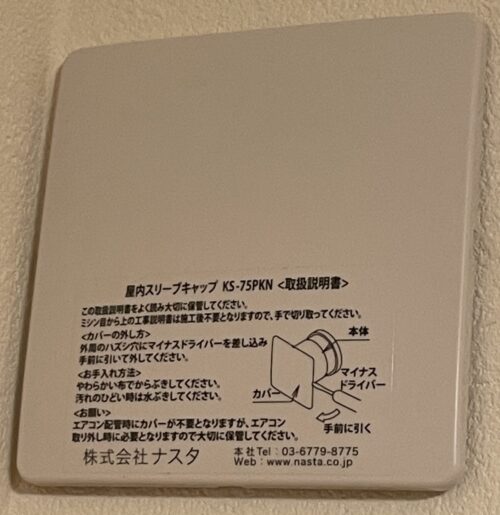 屋内スリーブキャップ KS-75PKN <取扱説明書>
この取扱説明書をよく読み大切に保管してください。
ミシン目から上の工事説明書は施工後不要となりますので、手で切り取ってください。
<カバーの外し方>
外周のハズシ穴にマイナスドライバーを差し込み
手前に引いて外してください。
<お手入れ方法>
やわらかい布でからぶきしてください。
汚れのひどい時は水ぶきしてください。
<お願い>
エアコン配管時にカバーが不要となりますが、エアコン
取り外し時に必要となりますので大切に保管してください。
本体
マイナス
ドライバー
カバー
手前に引く
株式会社ナスタ
本社Tel : 03-6779-8775
Web : www.nasta.co.jp